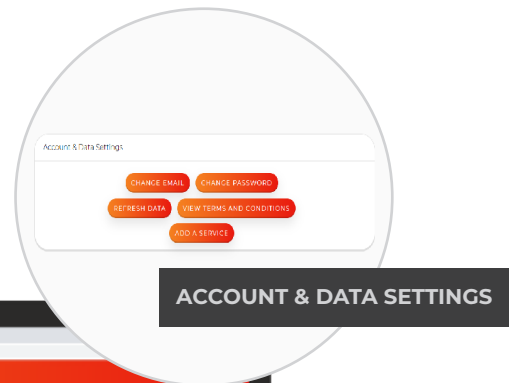 Account & Data Settings
CHANGE EMAIL CHANGE PASSWORD
REFRESH DATA VIEW TERMS AND CONDITIONS
ADD A SERVICE
ACCOUNT & DATA SETTINGS